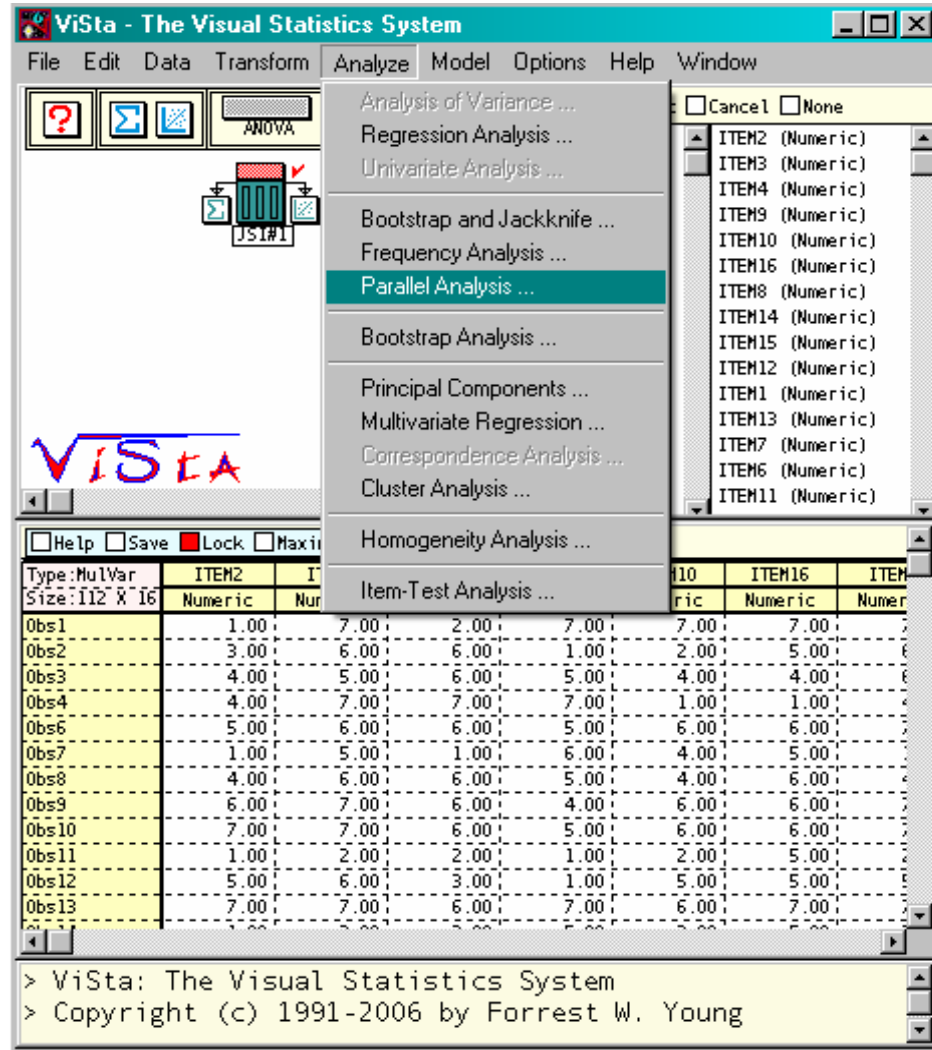 ViSta - The Visual Statistics System
File Edit Data Transform Analyze Model Options Help Window
ANOVA
JS1#1
ViSta
Analysis of Variance ...
Regression Analysis ...
Univariate Analysis ...
Bootstrap and Jackknife ...
Frequency Analysis ...
Parallel Analysis ...
Bootstrap Analysis ...
Principal Components ...
Multivariate Regression ...
Correspondence Analysis ...
Cluster Analysis ...
Homogeneity Analysis ...
Item-Test Analysis ...
Cancel None
ITEM2 (Numeric)
ITEM3 (Numeric)
ITEM4 (Numeric)
ITEM9 (Numeric)
ITEM10 (Numeric)
ITEM16 (Numeric)
ITEM8 (Numeric)
ITEM14 (Numeric)
ITEM15 (Numeric)
ITEM12 (Numeric)
ITEM1 (Numeric)
ITEM13 (Numeric)
ITEM7 (Numeric)
ITEM6 (Numeric)
ITEM11 (Numeric)
Help Save Lock
Type:MulVar ITEM2 ITEM16
Size:112 X 16 Numeric Numeric
Obs1 1.00 7.00 2.00 7.00 7.00 7.00
Obs2 3.00 6.00 6.00 1.00 2.00 5.00
Obs3 4.00 5.00 6.00 5.00 4.00 4.00
Obs4 4.00 7.00 7.00 7.00 1.00 1.00
Obs6 5.00 6.00 6.00 5.00 6.00 6.00
Obs7 1.00 5.00 1.00 6.00 4.00 5.00
Obs8 4.00 6.00 6.00 5.00 4.00 6.00
Obs9 6.00 7.00 6.00 4.00 6.00 6.00
Obs10 7.00 7.00 6.00 5.00 6.00 6.00
Obs11 1.00 2.00 2.00 1.00 2.00 5.00
Obs12 5.00 6.00 3.00 1.00 5.00 5.00
Obs13 7.00 7.00 6.00 7.00 6.00 7.00
> ViSta: The Visual Statistics System
> Copyright (c) 1991-2006 by Forrest W. Young